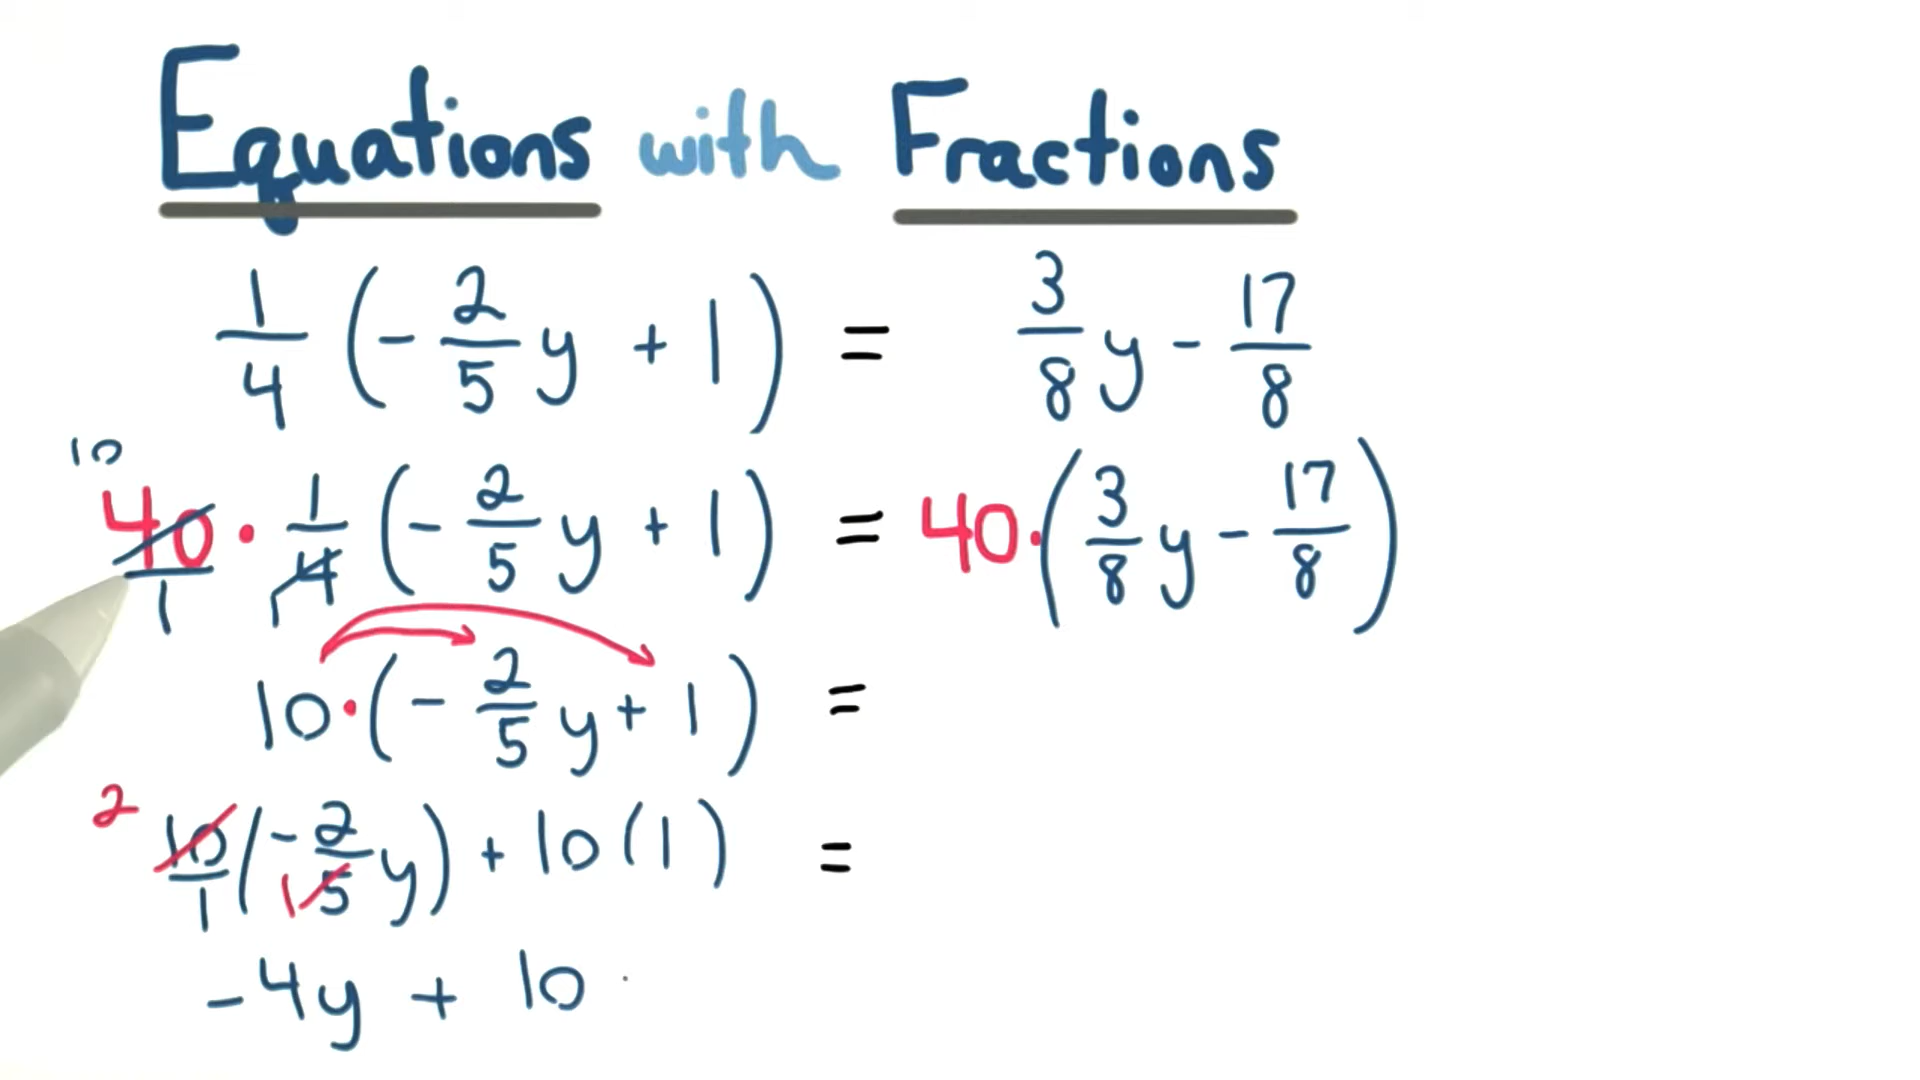 Equations with Fractions
1/4 (- 2/5 y + 1) = 3/8 y - 17/8
10
40/1 · 1/4 1 (- 2/5 y + 1) = 40 · (3/8 y - 17/8)
10 · (- 2/5 y + 1) =
2 10/1 (- 2/5 1 y) + 10 (1) =
- 4y + 10